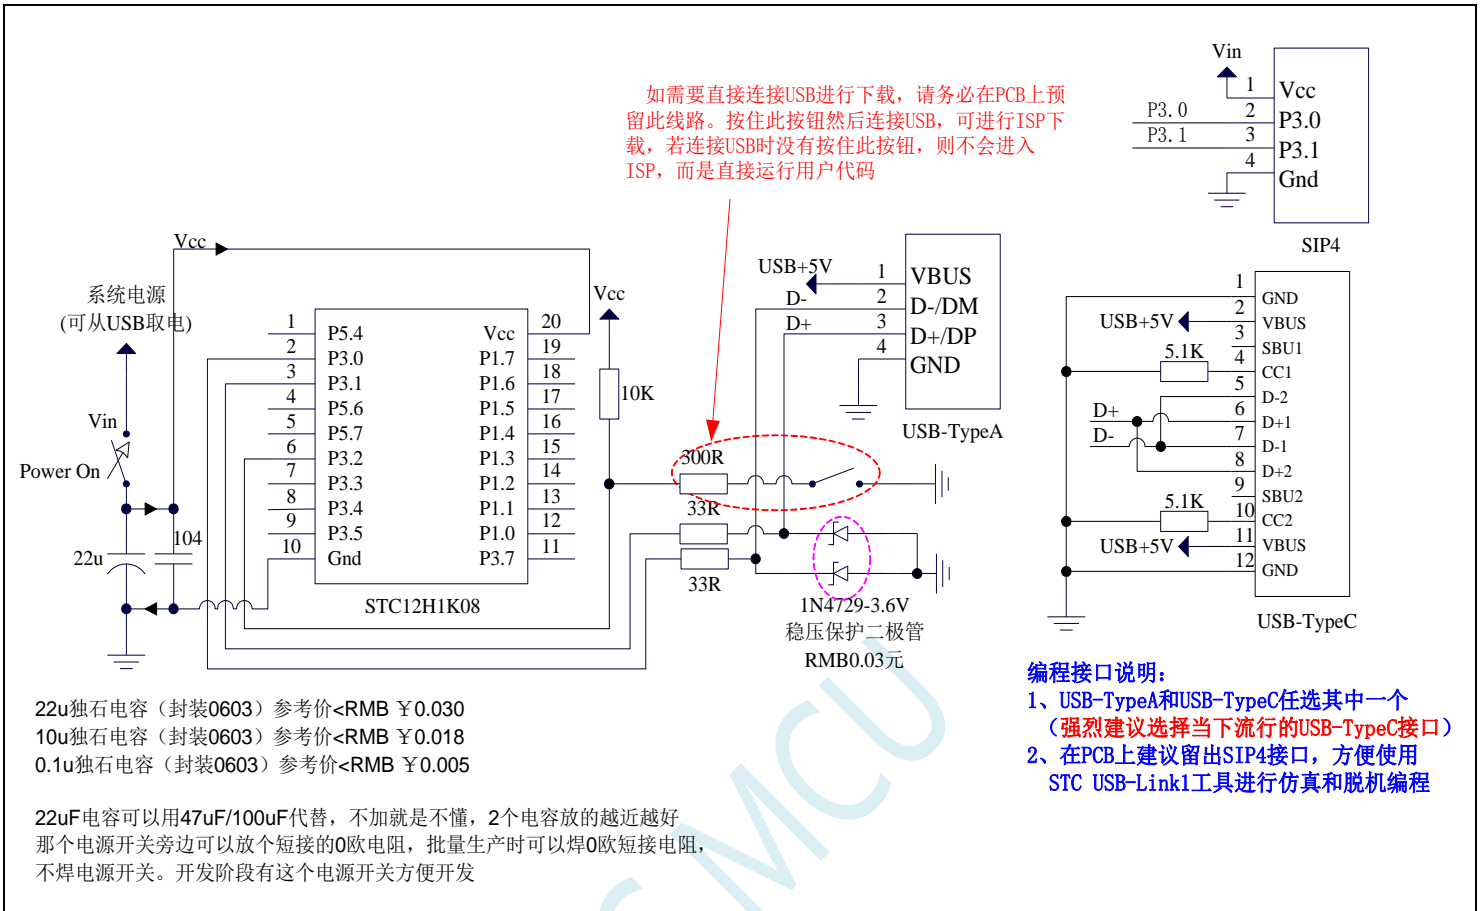 如需要直接连接USB进行下载，请务必在PCB上预
留此线路。按住此按钮然后连接USB，可进行ISP下
载，若连接USB时没有按住此按钮，则不会进入
ISP，而是直接运行用户代码
Vin
1 Vcc
P3.0 2 P3.0
P3.1 3 P3.1
4 Gnd
SIP4
Vcc
系统电源
(可从USB取电)
Vin
Power On
22u
104
1 P5.4
2 P3.0
3 P3.1
4 P5.6
5 P5.7
6 P3.2
7 P3.3
8 P3.4
9 P3.5
10 Gnd
Vcc 20
P1.7 19
P1.6 18
P1.5 17
P1.4 16
P1.3 15
P1.2 14
P1.1 13
P1.0 12
P3.7 11
STC12H1K08
Vcc
10K
300R
33R
33R
USB+5V 1 VBUS
D- 2 D-/DM
D+ 3 D+/DP
4 GND
USB-TypeA
1N4729-3.6V
稳压保护二极管
RMB0.03元
1 GND
USB+5V 2 VBUS
3 SBU1
5.1K 4 CC1
5 D-2
D+ 6 D+1
D- 7 D-1
8 D+2
9 SBU2
5.1K 10 CC2
USB+5V 11 VBUS
12 GND
USB-TypeC
编程接口说明：
1、USB-TypeA和USB-TypeC任选其中一个
（强烈建议选择当下流行的USB-TypeC接口）
2、在PCB上建议留出SIP4接口，方便使用
STC USB-Link1工具进行仿真和脱机编程
22u独石电容（封装0603）参考价<RMB ￥0.030
10u独石电容（封装0603）参考价<RMB ￥0.018
0.1u独石电容（封装0603）参考价<RMB ￥0.005
22uF电容可以用47uF/100uF代替，不加就是不懂，2个电容放的越近越好
那个电源开关旁边可以放个短接的0欧电阻，批量生产时可以焊0欧短接电阻，
不焊电源开关。开发阶段有这个电源开关方便开发
MCU